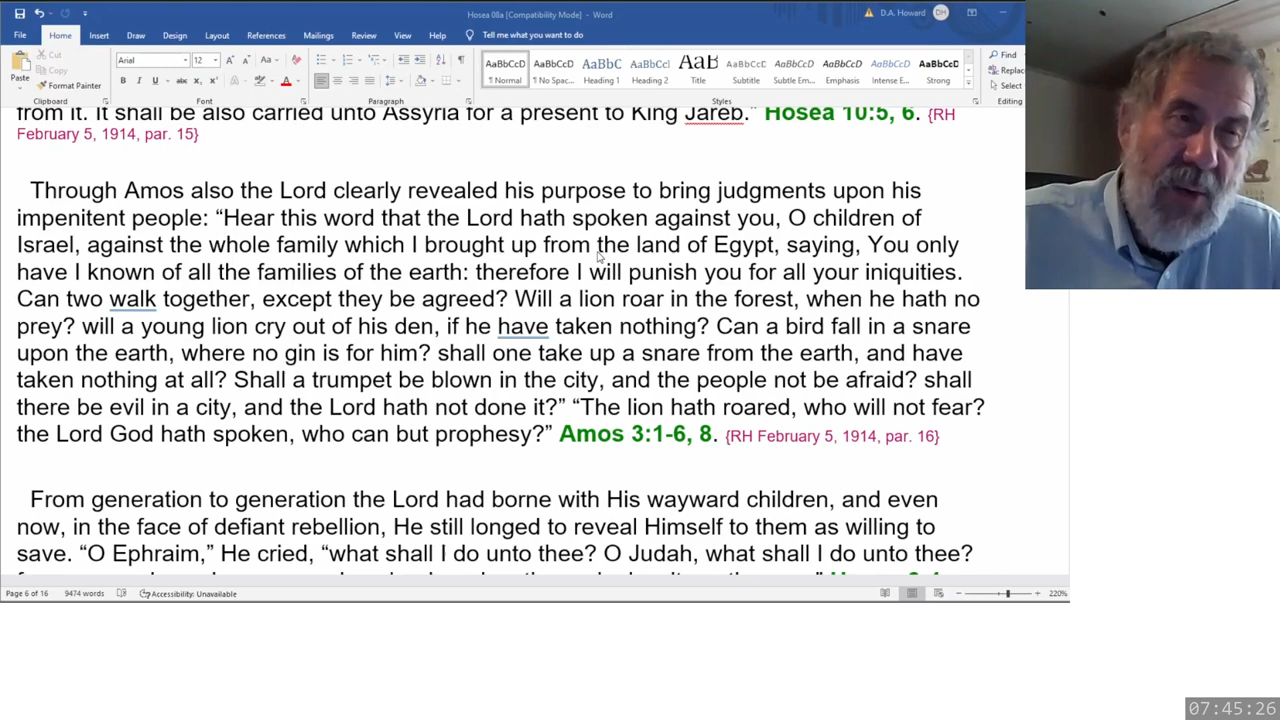 Hosea 08a [Compatibility Mode] - Word
D.A. Howard DH
File Home Insert Draw Design Layout References Mailings Review View Help Tell me what you want to do
Cut
Copy
Paste Format Painter
Arial 12
AaBbCcD AaBbCcD AaBbC AaBbCcD AaB AaBbCcD AaBbCcD AaBbCcD AaBbCcD AaBbCcD
¶ Normal ¶ No Spac... Heading 1 Heading 2 Title Subtitle Subtle Em... Emphasis Intense E... Strong
Find
Replac
Select
Clipboard Font Paragraph Styles Editing
from it. It shall be also carried unto Assyria for a present to King Jareb.” Hosea 10:5, 6. {RH
February 5, 1914, par. 15}
Through Amos also the Lord clearly revealed his purpose to bring judgments upon his
impenitent people: “Hear this word that the Lord hath spoken against you, O children of
Israel, against the whole family which I brought up from the land of Egypt, saying, You only
have I known of all the families of the earth: therefore I will punish you for all your iniquities.
Can two walk together, except they be agreed? Will a lion roar in the forest, when he hath no
prey? will a young lion cry out of his den, if he have taken nothing? Can a bird fall in a snare
upon the earth, where no gin is for him? shall one take up a snare from the earth, and have
taken nothing at all? Shall a trumpet be blown in the city, and the people not be afraid? shall
there be evil in a city, and the Lord hath not done it?” “The lion hath roared, who will not fear?
the Lord God hath spoken, who can but prophesy?” Amos 3:1-6, 8. {RH February 5, 1914, par. 16}
From generation to generation the Lord had borne with His wayward children, and even
now, in the face of defiant rebellion, He still longed to reveal Himself to them as willing to
save. “O Ephraim,” He cried, “what shall I do unto thee? O Judah, what shall I do unto thee?
Page 6 of 16 9474 words Accessibility: Unavailable 220%
07:45:26